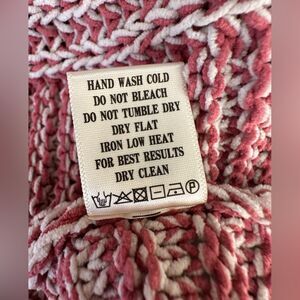 HAND WASH COLD
DO NOT BLEACH
DO NOT TUMBLE DRY
DRY FLAT
IRON LOW HEAT
FOR BEST RESULTS
DRY CLEAN